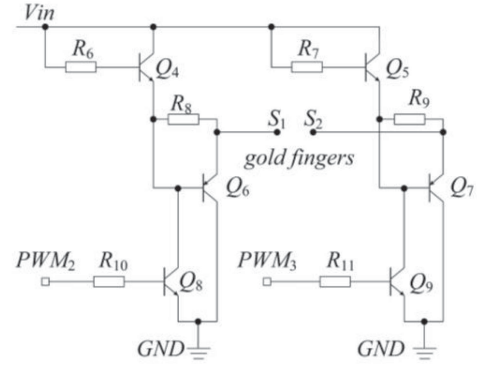 Vin
R6 Q4 R7 Q5
R8 R9
S1 S2
gold fingers
Q6 Q7
PWM2 R10 Q8 PWM3 R11 Q9
GND GND